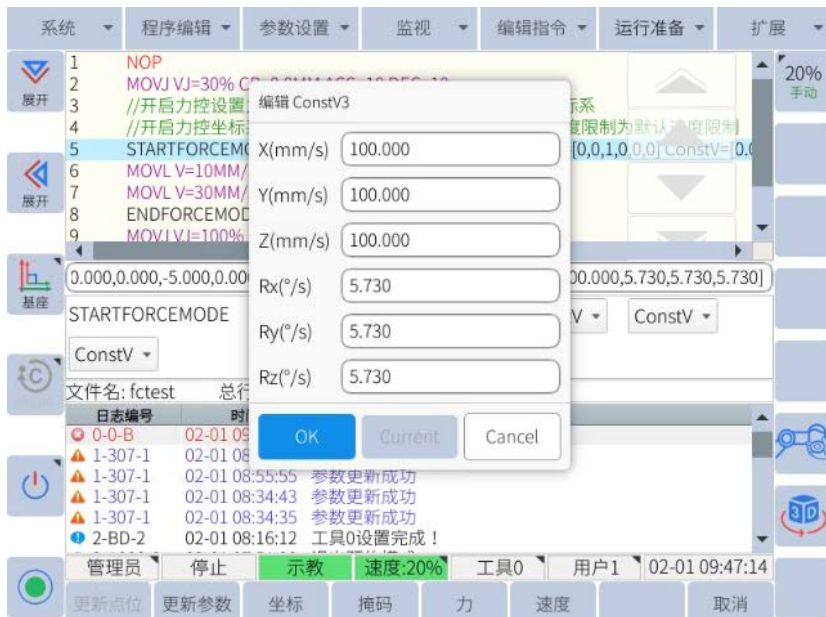 系统 程序编辑 参数设置 监视 编辑指令 运行准备 扩展
展开
展开
基座
20%
手动
1 NOP
2 MOVJ VJ=30%
3 //开启力控设置 标系
4 //开启力控坐标 度限制为默认速度限制
5 STARTFORCEMO [0,0,1,0,0,0] ConstV=[0.0
6 MOVL V=10MM/
7 MOVL V=30MM/
8 ENDFORCEMOD
9 MOVJ VJ=100%
编辑 ConstV3
X(mm/s) 100.000
Y(mm/s) 100.000
Z(mm/s) 100.000
Rx(°/s) 5.730
Ry(°/s) 5.730
Rz(°/s) 5.730
OK Current Cancel
0.000,0.000,-5.000,0.00 00.000,5.730,5.730,5.730]
STARTFORCEMODE V ConstV
ConstV
文件名: fctest 总行
日志编号 时
0-0-B 02-01 09
1-307-1 02-01 08
1-307-1 02-01 08:55:55 参数更新成功
1-307-1 02-01 08:34:43 参数更新成功
1-307-1 02-01 08:34:35 参数更新成功
2-BD-2 02-01 08:16:12 工具0设置完成！
管理员 停止 示教 速度:20% 工具0 用户1 02-01 09:47:14
更新点位 更新参数 坐标 掩码 力 速度 取消
3D